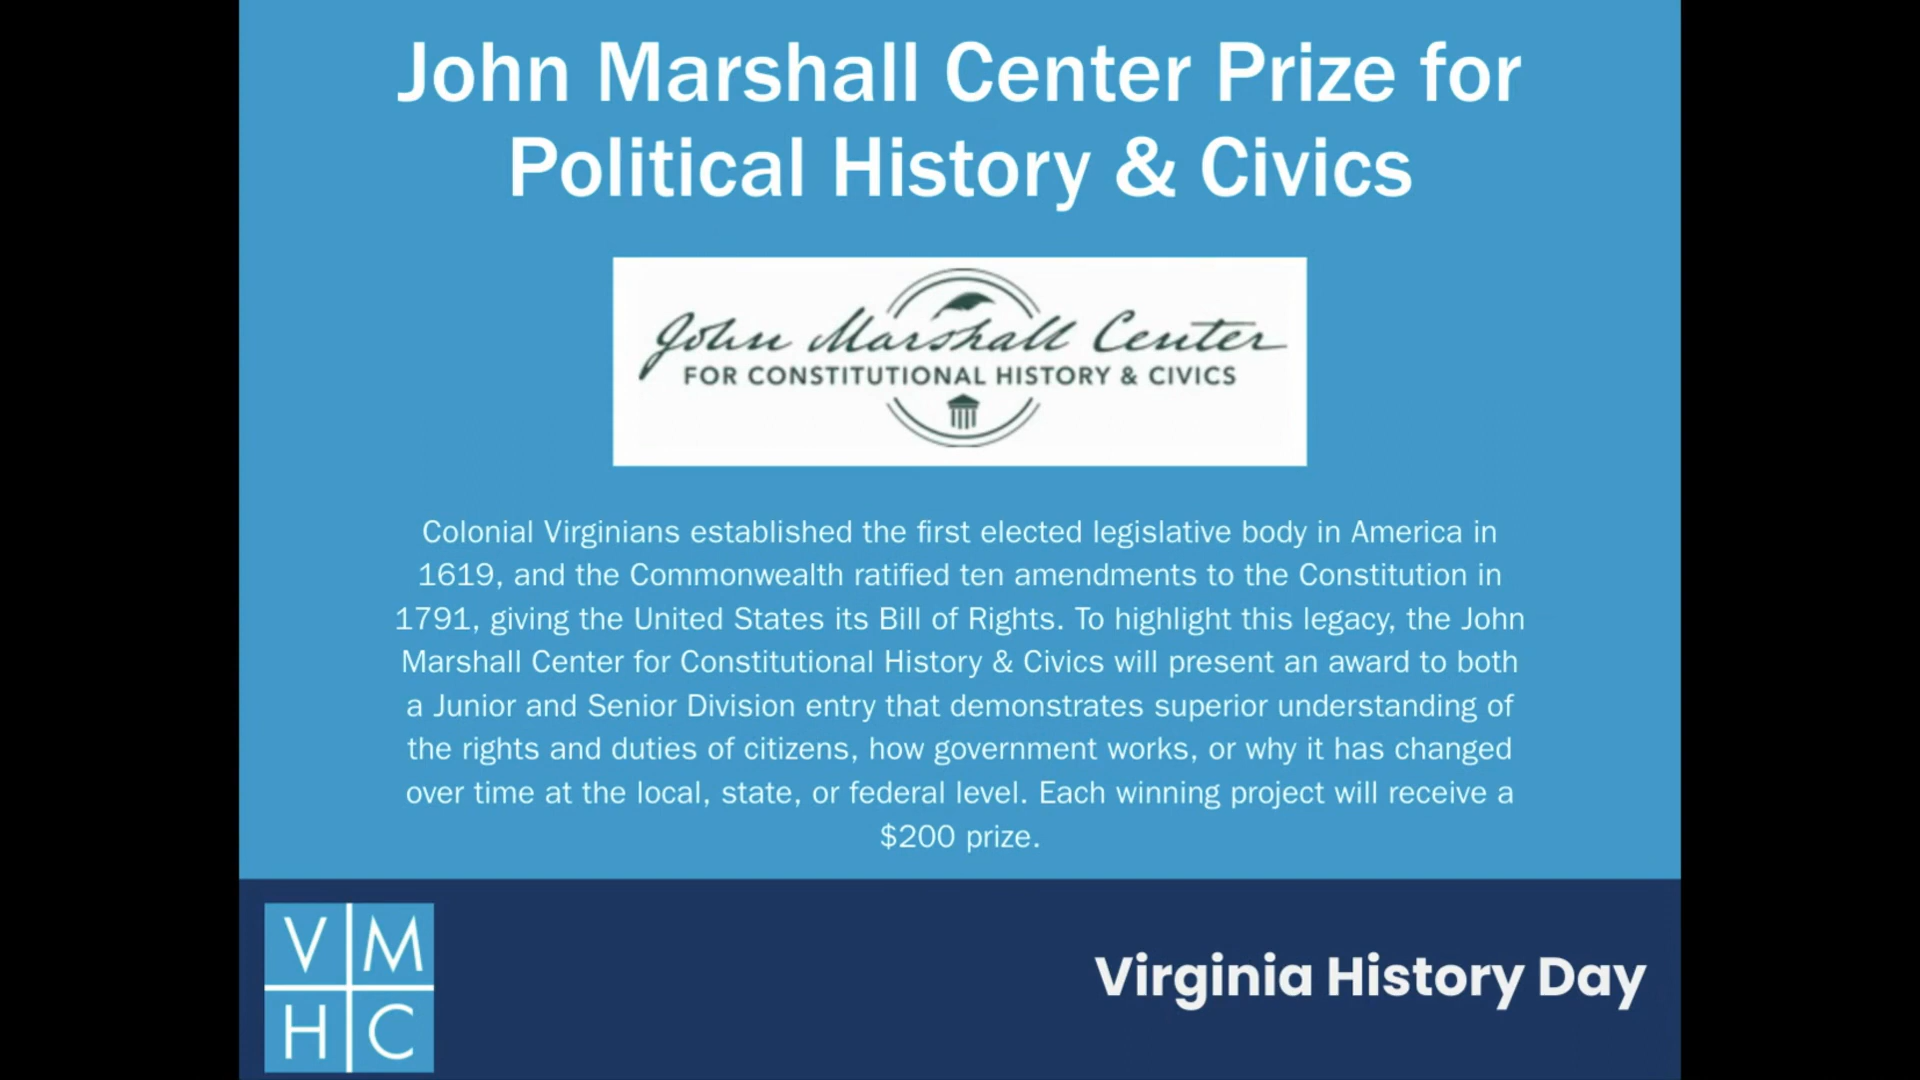 John Marshall Center Prize for
Political History & Civics
John Marshall Center
FOR CONSTITUTIONAL HISTORY & CIVICS
Colonial Virginians established the first elected legislative body in America in
1619, and the Commonwealth ratified ten amendments to the Constitution in
1791, giving the United States its Bill of Rights. To highlight this legacy, the John
Marshall Center for Constitutional History & Civics will present an award to both
a Junior and Senior Division entry that demonstrates superior understanding of
the rights and duties of citizens, how government works, or why it has changed
over time at the local, state, or federal level. Each winning project will receive a
$200 prize.
VM
HC
Virginia History Day